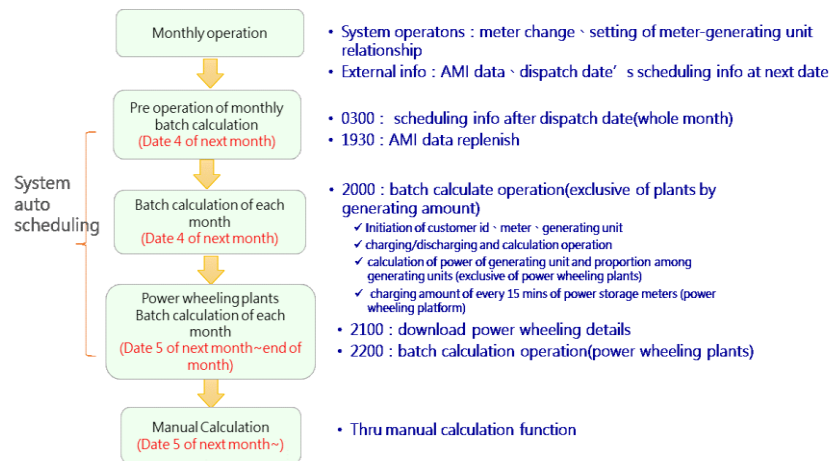 Monthly operation
• System operatons：meter change、setting of meter-generating unit
relationship
• External info：AMI data、dispatch date's scheduling info at next date
Pre operation of monthly
batch calculation
(Date 4 of next month)
• 0300： scheduling info after dispatch date(whole month)
• 1930：AMI data replenish
System
auto
scheduling
Batch calculation of each
month
(Date 4 of next month)
• 2000：batch calculate operation(exclusive of plants by
generating amount)
✓ Initiation of customer id、meter、generating unit
✓ charging/discharging and calculation operation
✓ calculation of power of generating unit and proportion among
generating units (exclusive of power wheeling plants)
✓ charging amount of every 15 mins of power storage meters (power
wheeling platform)
Power wheeling plants
Batch calculation of each
month
(Date 5 of next month~end of
month)
• 2100：download power wheeling details
• 2200：batch calculation operation(power wheeling plants)
Manual Calculation
(Date 5 of next month~)
• Thru manual calculation function